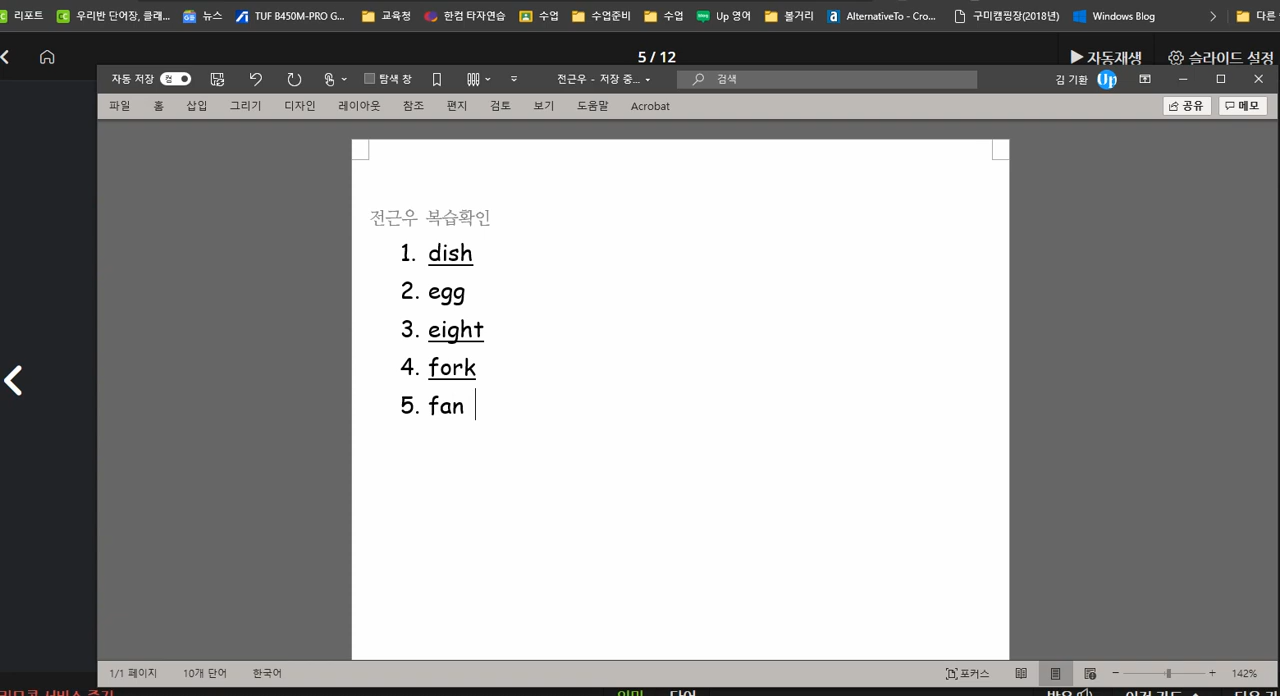 리포트 우리반 단어장, 클래... 뉴스 TUF B450M-PRO G... 교육청 한컴 타자연습 수업 수업준비 수업 Up 영어 볼거리 AlternativeTo - Cro... 구미캠핑장(2018년) Windows Blog 다른
5 / 12 자동재생 슬라이드 설정
자동 저장 컴 탐색 창 전근우 - 저장 중... 검색 김 기환 Up
파일 홈 삽입 그리기 디자인 레이아웃 참조 편지 검토 보기 도움말 Acrobat 공유 메모
전근우 복습확인
1. dish
2. egg
3. eight
4. fork
5. fan
1/1 페이지 10개 단어 한국어 포커스 142%